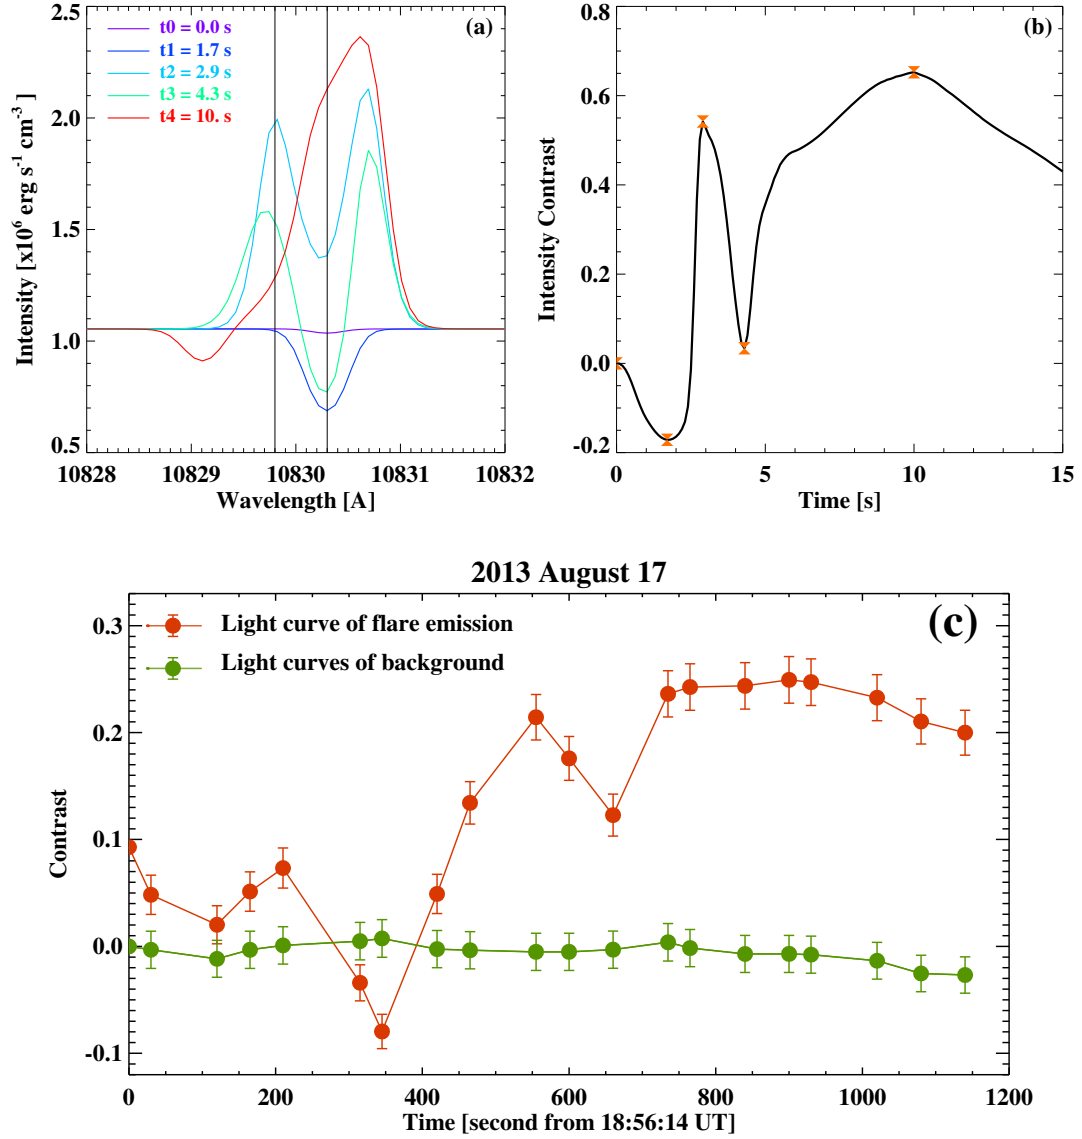 (a)
t0 = 0.0 s
t1 = 1.7 s
t2 = 2.9 s
t3 = 4.3 s
t4 = 10. s
2.5
2.0
1.5
1.0
0.5
Intensity [x10⁶ erg s⁻¹ cm⁻³]
10828 10829 10830 10831 10832
Wavelength [A]
(b)
0.8
0.6
0.4
0.2
0.0
-0.2
Intensity Contrast
0 5 10 15
Time [s]
2013 August 17
(c)
Light curve of flare emission
Light curves of background
0.3
0.2
0.1
0.0
-0.1
Contrast
0 200 400 600 800 1000 1200
Time [second from 18:56:14 UT]